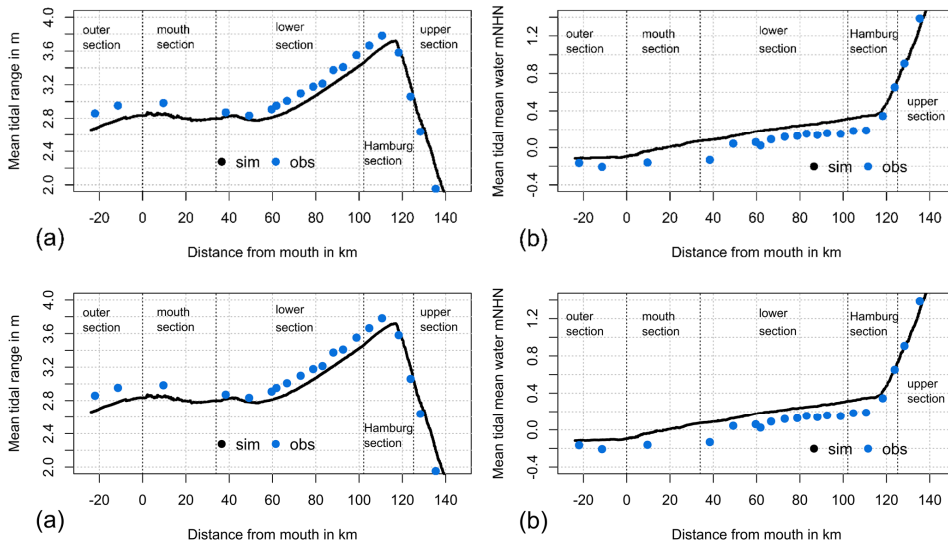 outer
section
mouth
section
lower
section
upper
section
Hamburg
section
sim obs
Mean tidal range in m
2.0 2.4 2.8 3.2 3.6 4.0
-20 0 20 40 60 80 100 120 140
Distance from mouth in km
(a)
outer
section
mouth
section
lower
section
Hamburg
section
upper
section
sim obs
Mean tidal mean water mNHN
-0.4 0.0 0.4 0.8 1.2
-20 0 20 40 60 80 100 120 140
Distance from mouth in km
(b)
outer
section
mouth
section
lower
section
upper
section
Hamburg
section
sim obs
Mean tidal range in m
2.0 2.4 2.8 3.2 3.6 4.0
-20 0 20 40 60 80 100 120 140
Distance from mouth in km
(a)
outer
section
mouth
section
lower
section
Hamburg
section
upper
section
sim obs
Mean tidal mean water mNHN
-0.4 0.0 0.4 0.8 1.2
-20 0 20 40 60 80 100 120 140
Distance from mouth in km
(b)